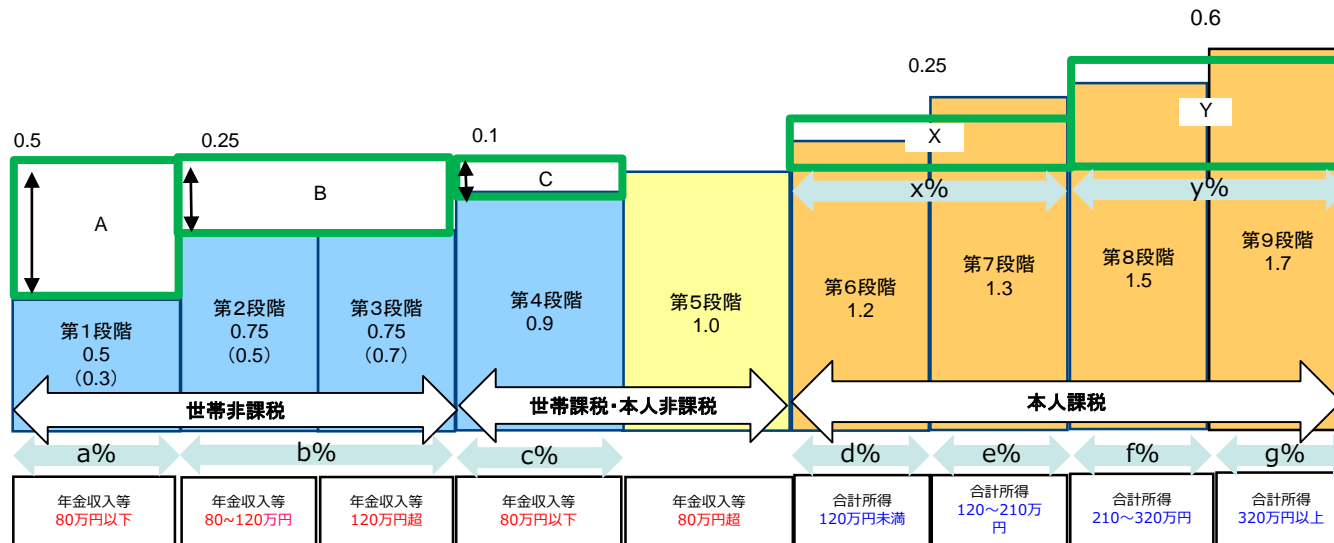 0.5
0.25
0.1
0.25
0.6
A
B
C
X
Y
x%
y%
第1段階
0.5
（0.3）
第2段階
0.75
（0.5）
第3段階
0.75
（0.7）
第4段階
0.9
第5段階
1.0
第6段階
1.2
第7段階
1.3
第8段階
1.5
第9段階
1.7
世帯非課税
世帯課税・本人非課税
本人課税
a%
b%
c%
d%
e%
f%
g%
年金収入等
80万円以下
年金収入等
80~120万円
年金収入等
120万円超
年金収入等
80万円以下
年金収入等
80万円超
合計所得
120万円未満
合計所得
120～210万
円
合計所得
210～320万円
合計所得
320万円以上